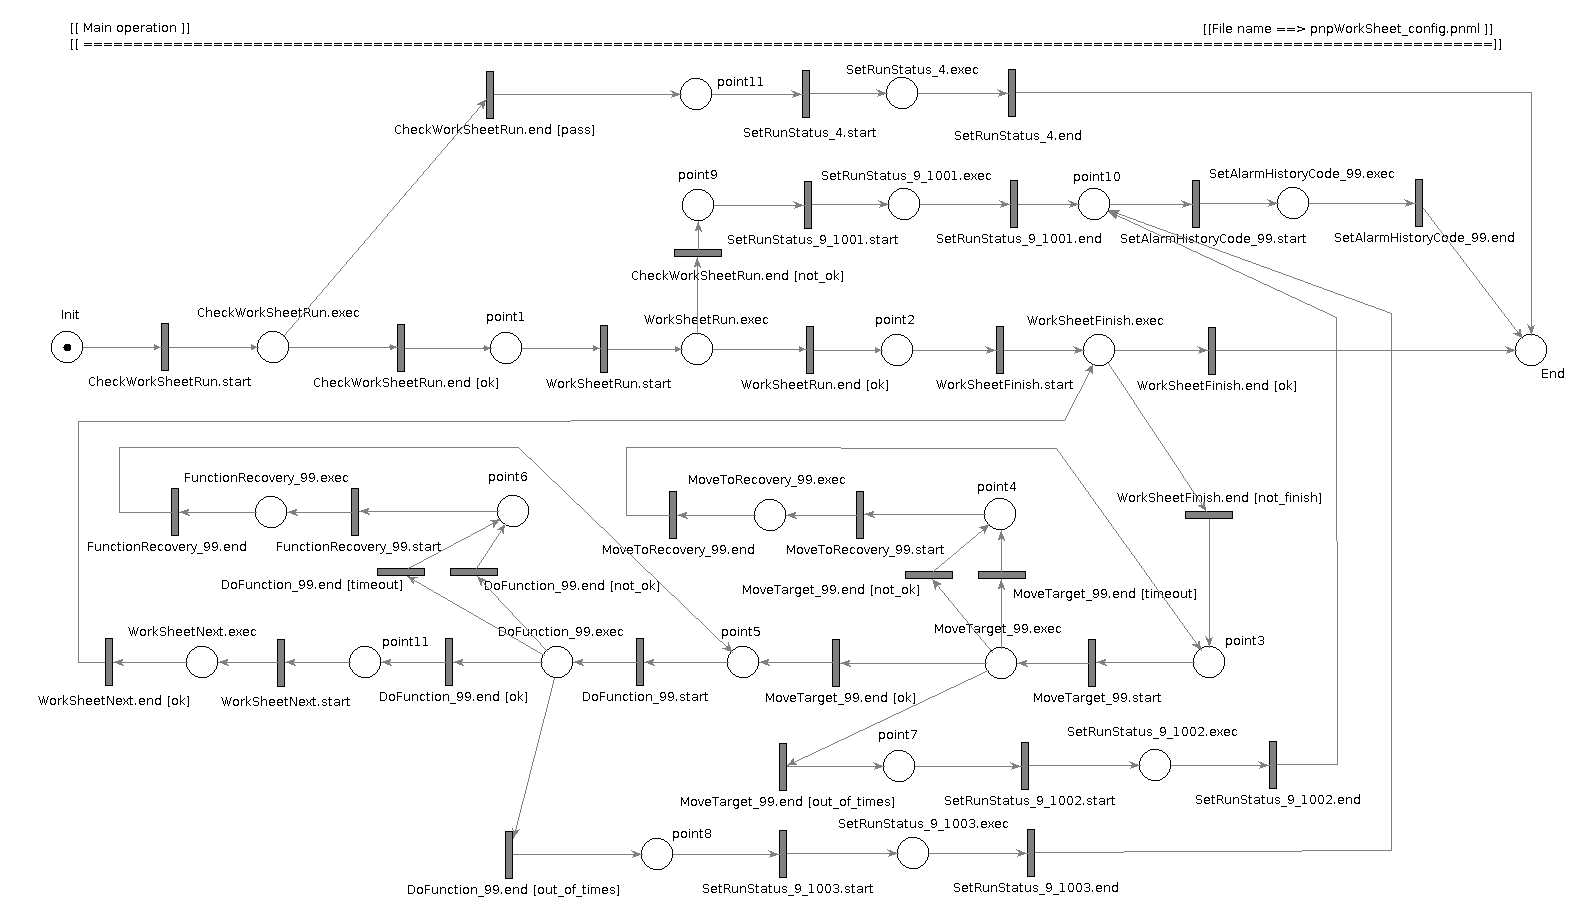 [[ Main operation ]]
[[File name ==> pnpWorkSheet_config.pnml ]]
[[ =============================================================================================================================================]]
SetRunStatus_4.exec
point11
CheckWorkSheetRun.end [pass]
SetRunStatus_4.start
SetRunStatus_4.end
point9
SetRunStatus_9_1001.exec
point10
SetAlarmHistoryCode_99.exec
SetRunStatus_9_1001.start
SetRunStatus_9_1001.end
SetAlarmHistoryCode_99.start
SetAlarmHistoryCode_99.end
CheckWorkSheetRun.end [not_ok]
Init
CheckWorkSheetRun.exec
point1
WorkSheetRun.exec
point2
WorkSheetFinish.exec
CheckWorkSheetRun.start
CheckWorkSheetRun.end [ok]
WorkSheetRun.start
WorkSheetRun.end [ok]
WorkSheetFinish.start
WorkSheetFinish.end [ok]
End
FunctionRecovery_99.exec
point6
MoveToRecovery_99.exec
point4
WorkSheetFinish.end [not_finish]
FunctionRecovery_99.end
FunctionRecovery_99.start
MoveToRecovery_99.end
MoveToRecovery_99.start
DoFunction_99.end [timeout]
DoFunction_99.end [not_ok]
MoveTarget_99.end [not_ok]
MoveTarget_99.end [timeout]
WorkSheetNext.exec
point11
DoFunction_99.exec
point5
MoveTarget_99.exec
point3
WorkSheetNext.end [ok]
WorkSheetNext.start
DoFunction_99.end [ok]
DoFunction_99.start
MoveTarget_99.end [ok]
MoveTarget_99.start
point7
SetRunStatus_9_1002.exec
MoveTarget_99.end [out_of_times]
SetRunStatus_9_1002.start
SetRunStatus_9_1002.end
point8
SetRunStatus_9_1003.exec
DoFunction_99.end [out_of_times]
SetRunStatus_9_1003.start
SetRunStatus_9_1003.end